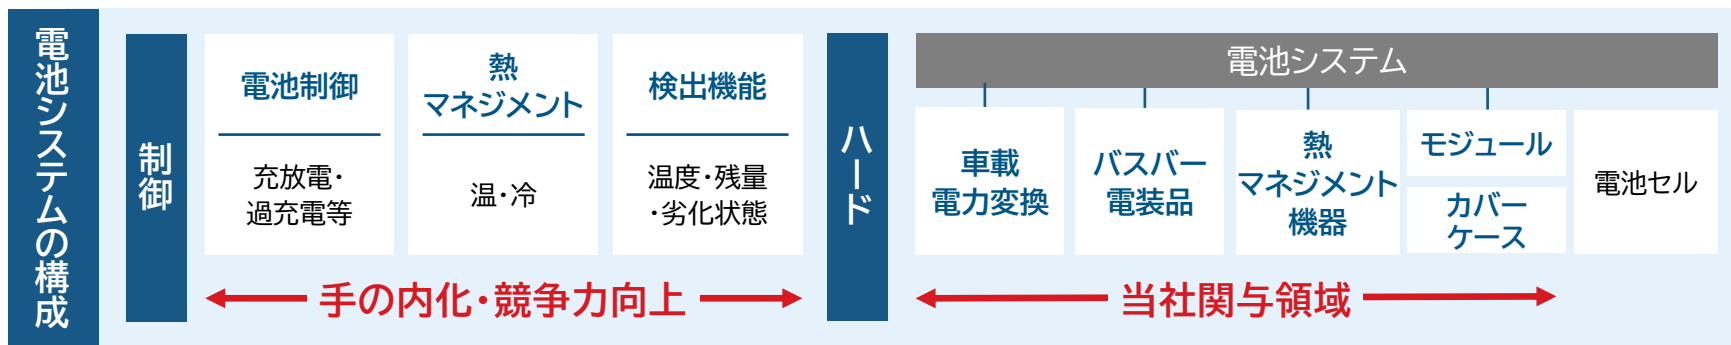 電池システムの構成
制御
電池制御
充放電・
過充電等
熱
マネジメント
温・冷
検出機能
温度・残量
・劣化状態
手の内化・競争力向上
ハード
電池システム
車載
電力変換
バスバー
電装品
熱
マネジメント
機器
モジュール
カバー
ケース
電池セル
当社関与領域